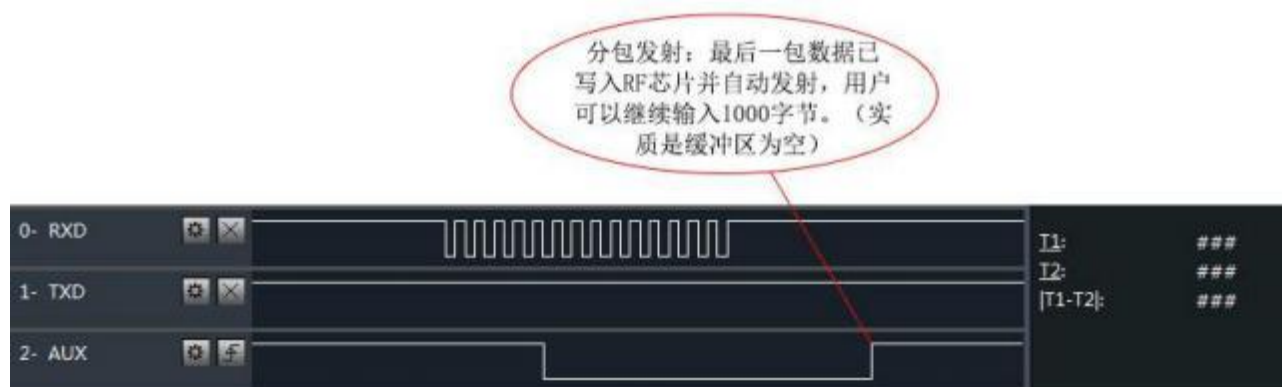 分包发射：最后一包数据已
写入RF芯片并自动发射，用户
可以继续输入1000字节。（实
质是缓冲区为空）
0- RXD
1- TXD
2- AUX
T1: ###
T2: ###
|T1-T2|: ###